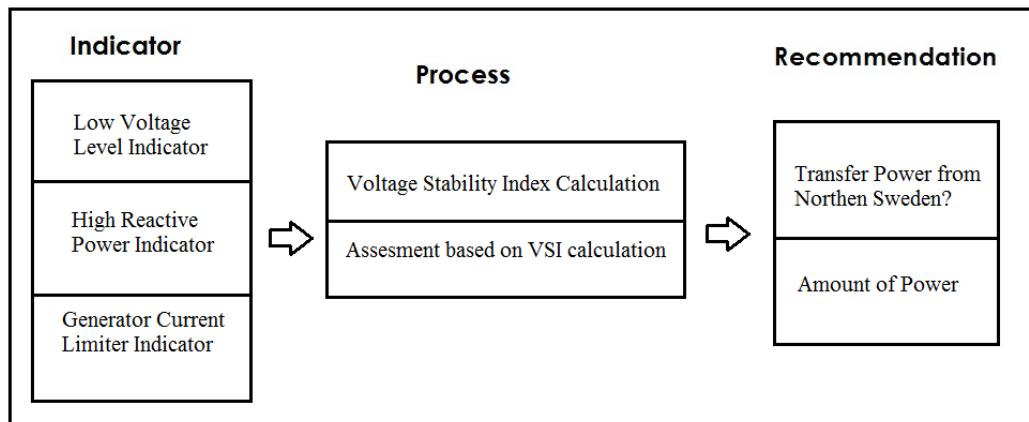 Indicator
Low Voltage
Level Indicator
High Reactive
Power Indicator
Generator Current
Limiter Indicator
Process
Voltage Stability Index Calculation
Assesment based on VSI calculation
Recommendation
Transfer Power from
Northen Sweden?
Amount of Power